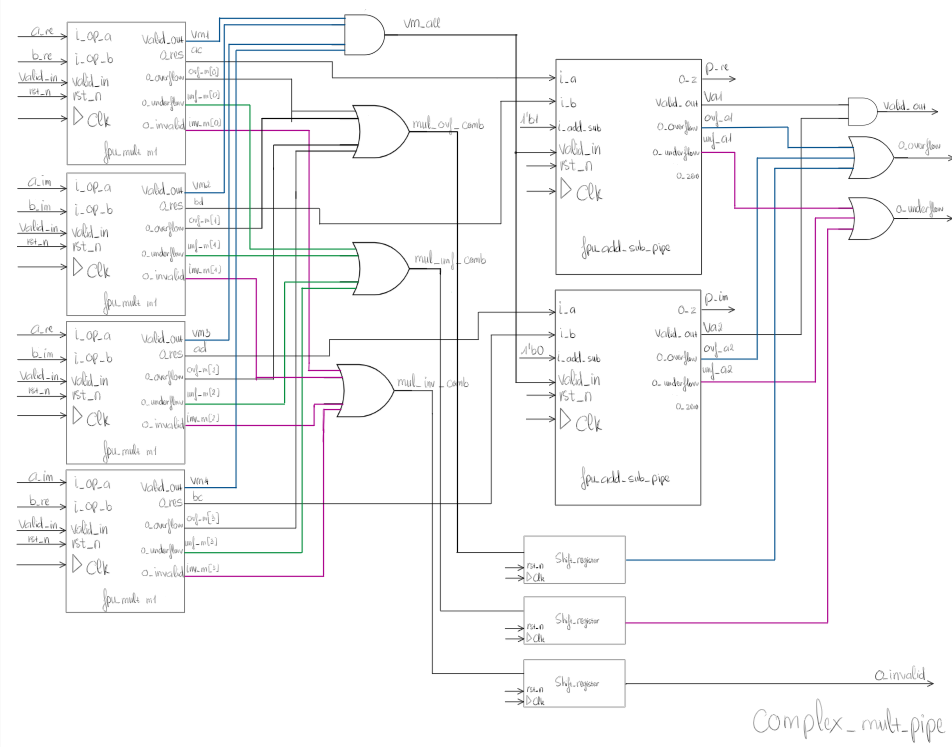 a_re
i_op_a
b_re
i_op_b
valid_in
valid_in
rst_n
rst_n
Clk
valid_out
o_res
o_overflow
o_underflow
o_invalid
fpu_mult m1
vm1
ac
ovf_m[0]
unf_m[0]
inv_m[0]
a_im
i_op_a
b_im
i_op_b
valid_in
valid_in
rst_n
rst_n
Clk
valid_out
o_res
o_overflow
o_underflow
o_invalid
fpu_mult m1
vm2
bd
ovf_m[1]
unf_m[1]
inv_m[1]
a_re
i_op_a
b_im
i_op_b
valid_in
valid_in
rst_n
rst_n
Clk
valid_out
o_res
o_overflow
o_underflow
o_invalid
fpu_mult m1
vm3
ad
ovf_m[2]
unf_m[2]
inv_m[2]
a_im
i_op_a
b_re
i_op_b
valid_in
valid_in
rst_n
rst_n
Clk
valid_out
o_res
o_overflow
o_underflow
o_invalid
fpu_mult m1
vm4
bc
ovf_m[3]
unf_m[3]
inv_m[3]
vm_all
mul_ovf_comb
mul_unf_comb
mul_inv_comb
i_a
i_b
1'b1
i_add_sub
valid_in
rst_n
Clk
o_z
valid_out
o_overflow
o_underflow
o_zero
fpu_add_sub_pipe
p_re
va1
ovf_a1
unf_a1
valid_out
o_overflow
o_underflow
i_a
i_b
1'b0
i_add_sub
valid_in
rst_n
Clk
o_z
valid_out
o_overflow
o_underflow
o_zero
fpu_add_sub_pipe
p_im
va2
ovf_a2
unf_a2
Shift_register
rst_n
Clk
Shift_register
rst_n
Clk
Shift_register
rst_n
Clk
o_invalid
Complex_mult_pipe